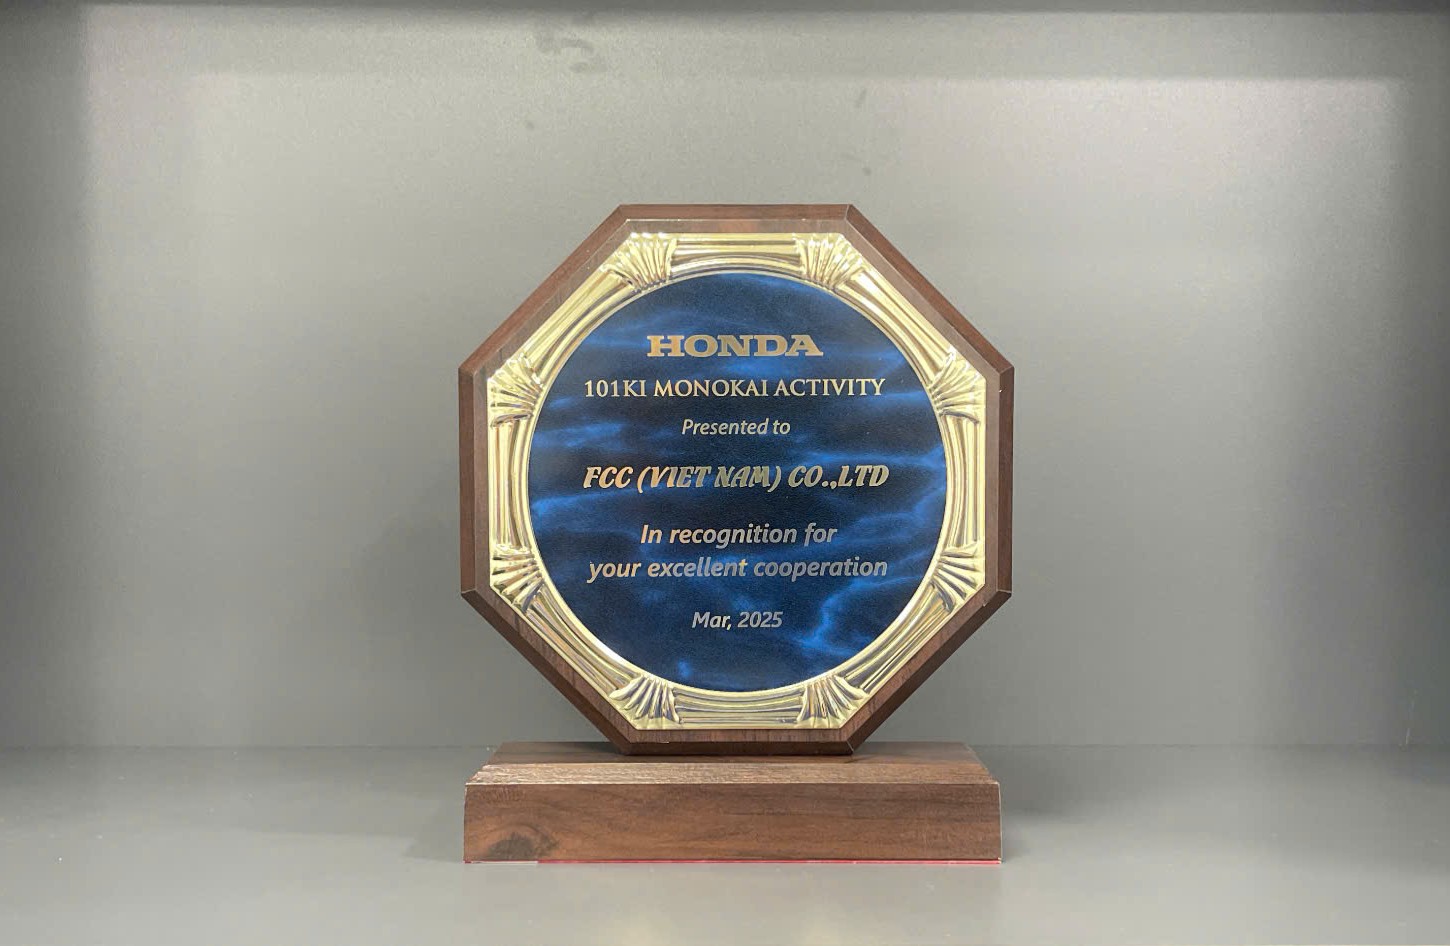 HONDA
101KI MONOKAI ACTIVITY
Presented to
FCC (VIET NAM) CO.,LTD
In recognition for
your excellent cooperation
Mar, 2025